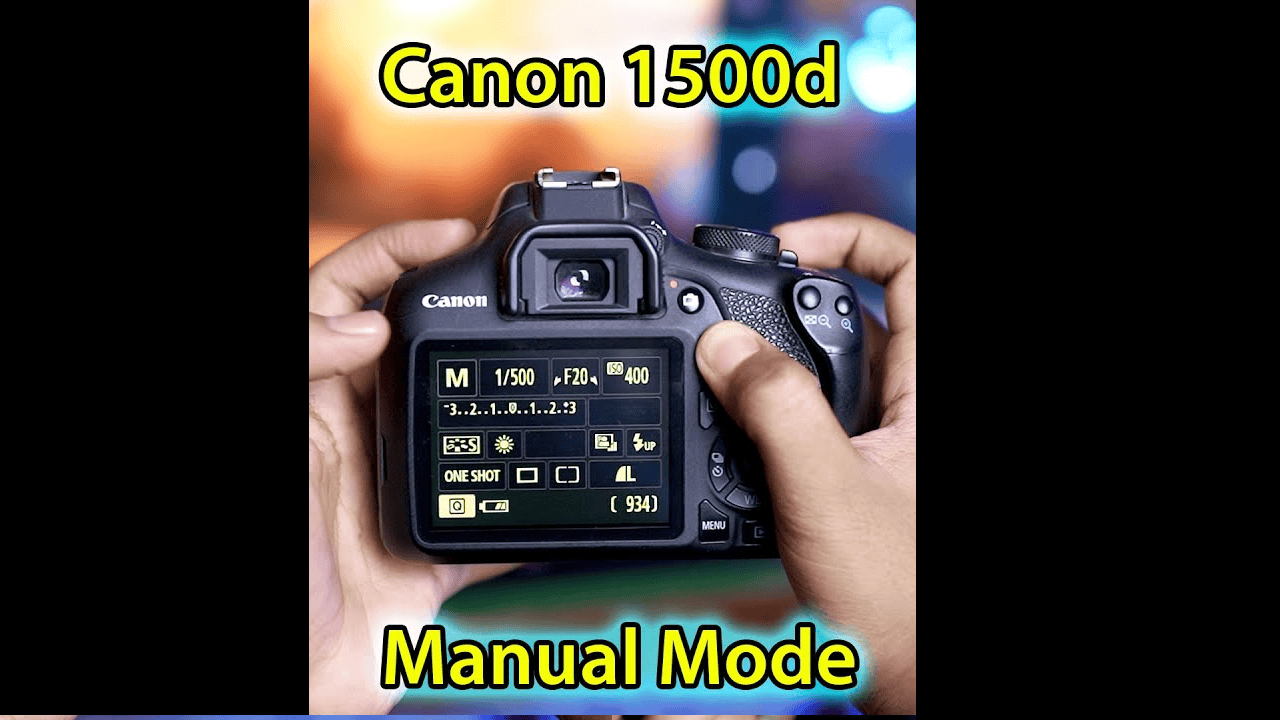 Canon 1500d
Canon
M 1/500 F20 ISO 400
-3..2..1..0..1..2.:3
S UP
ONE SHOT L
Q ( 934)
MENU
Manual Mode